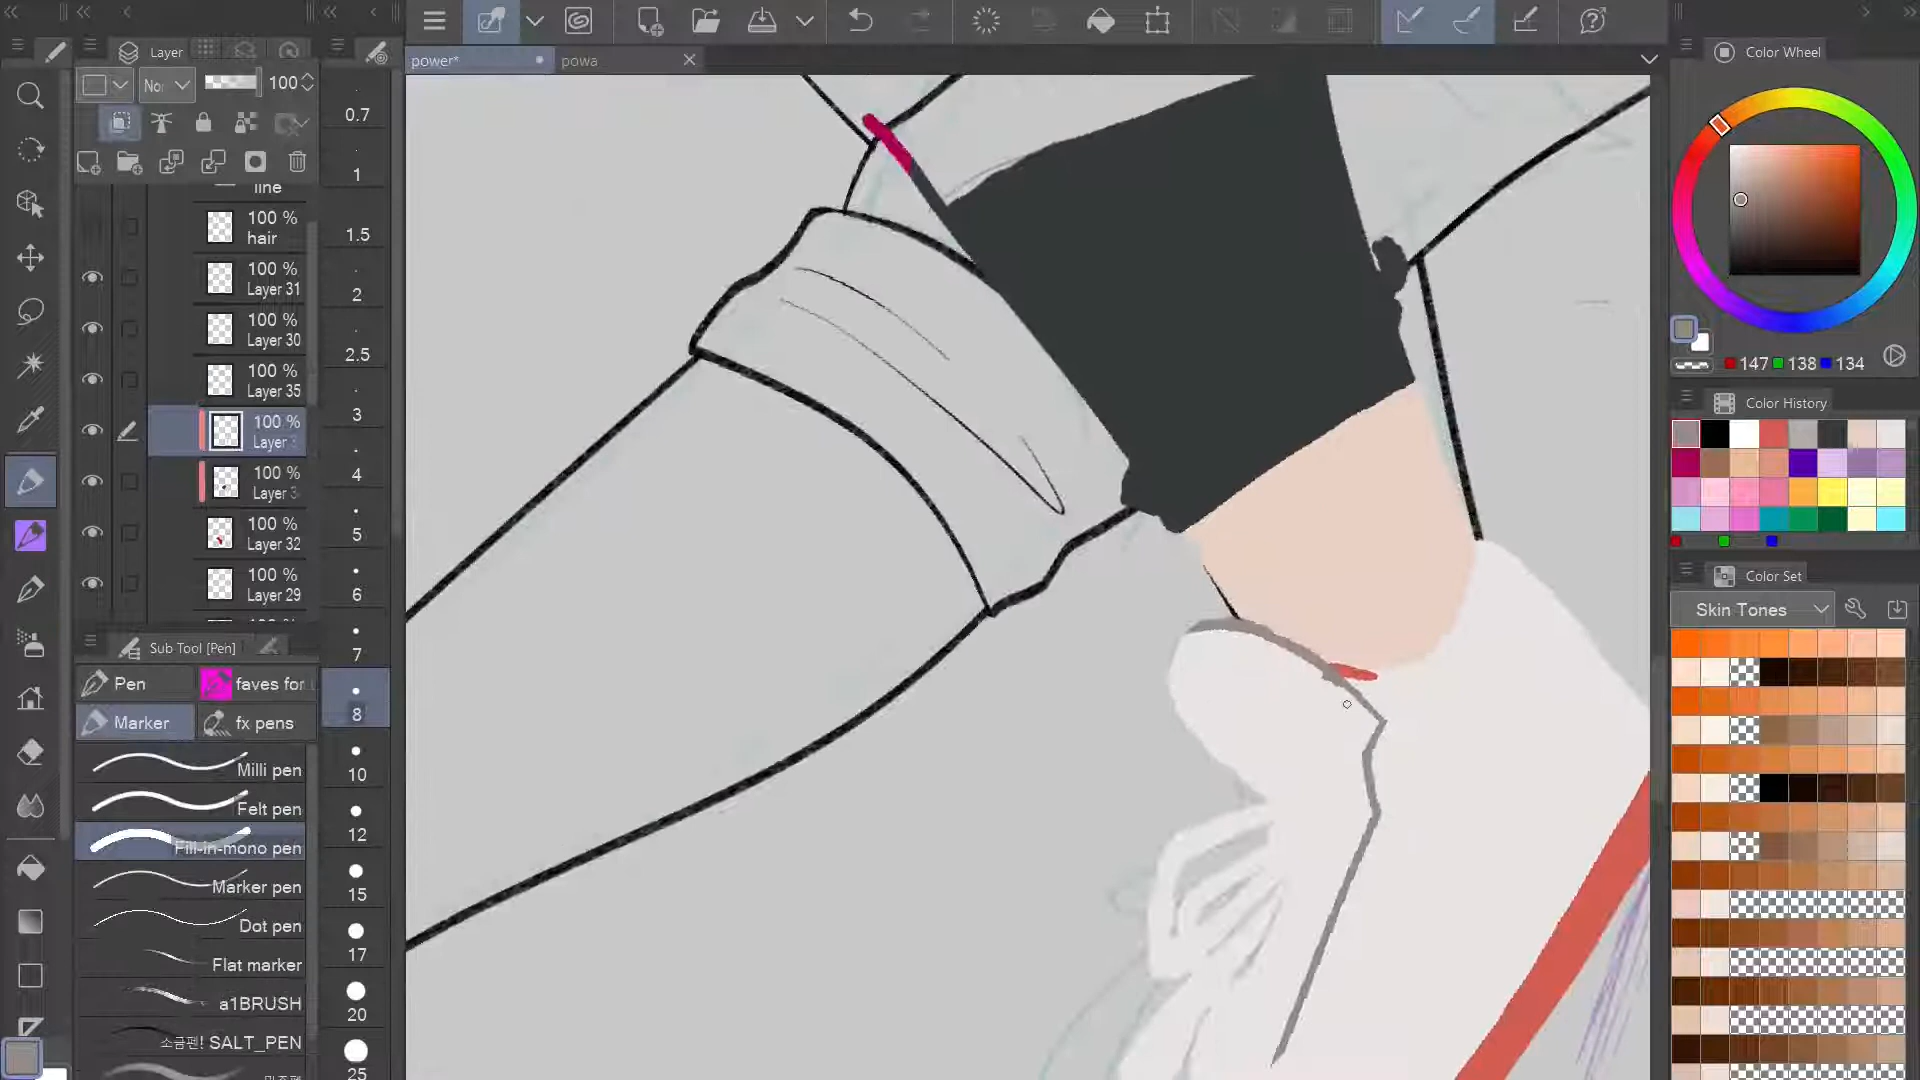 Layer
power*
powa
Color Wheel
Nor
100
0.7
1
1.5
2
2.5
3
4
5
6
7
8
10
12
15
17
20
25
line
100 %
hair
100 %
Layer 31
100 %
Layer 30
100 %
Layer 35
100 %
Layer
100 %
Layer 3
100 %
Layer 32
100 %
Layer 29
147 138 134
Color History
Color Set
Skin Tones
Sub Tool [Pen]
Pen
faves for
Marker
fx pens
Milli pen
Felt pen
Fill-in-mono pen
Marker pen
Dot pen
Flat marker
a1BRUSH
소금펜! SALT_PEN